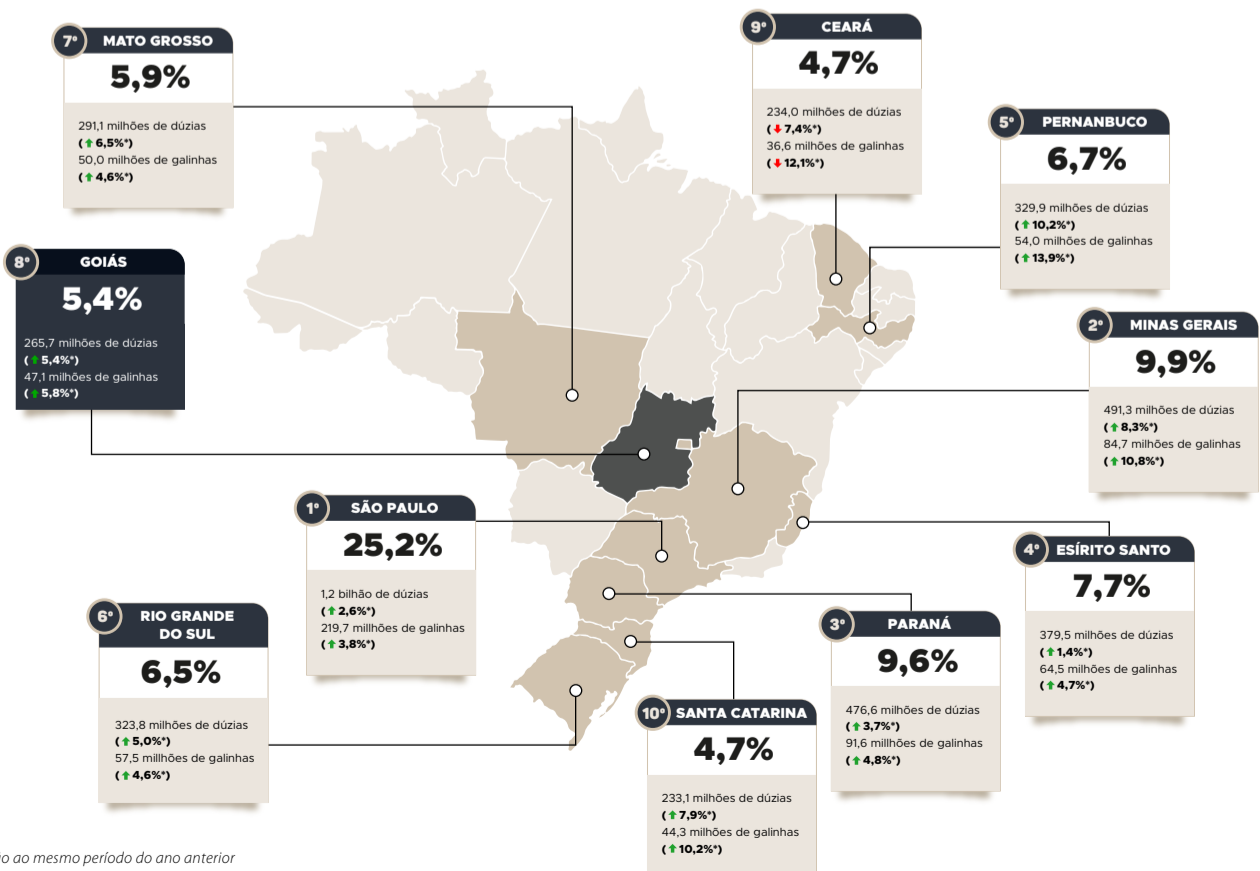 7º MATO GROSSO
5,9%
291,1 milhões de dúzias
(⬆ 6,5%*)
50,0 milhões de galinhas
(⬆ 4,6%*)
9º CEARÁ
4,7%
234,0 milhões de dúzias
(⬇ 7,4%*)
36,6 milhões de galinhas
(⬇ 12,1%*)
5º PERNANBUCO
6,7%
329,9 milhões de dúzias
(⬆ 10,2%*)
54,0 milhões de galinhas
(⬆ 13,9%*)
8º GOIÁS
5,4%
265,7 milhões de dúzias
(⬆ 5,4%*)
47,1 milhões de galinhas
(⬆ 5,8%*)
2º MINAS GERAIS
9,9%
491,3 milhões de dúzias
(⬆ 8,3%*)
84,7 milhões de galinhas
(⬆ 10,8%*)
1º SÃO PAULO
25,2%
1,2 bilhão de dúzias
(⬆ 2,6%*)
219,7 millhões de galinhas
(⬆ 3,8%*)
4º ESÍRITO SANTO
7,7%
379,5 milhões de dúzias
(⬆ 1,4%*)
64,5 milhões de galinhas
(⬆ 4,7%*)
6º RIO GRANDE
DO SUL
6,5%
323,8 milhões de dúzias
(⬆ 5,0%*)
57,5 millhões de galinhas
(⬆ 4,6%*)
3º PARANÁ
9,6%
476,6 milhões de dúzias
(⬆ 3,7%*)
91,6 millhões de galinhas
(⬆ 4,8%*)
10º SANTA CATARINA
4,7%
233,1 milhões de dúzias
(⬆ 7,9%*)
44,3 milhões de galinhas
(⬆ 10,2%*)
o ao mesmo período do ano anterior